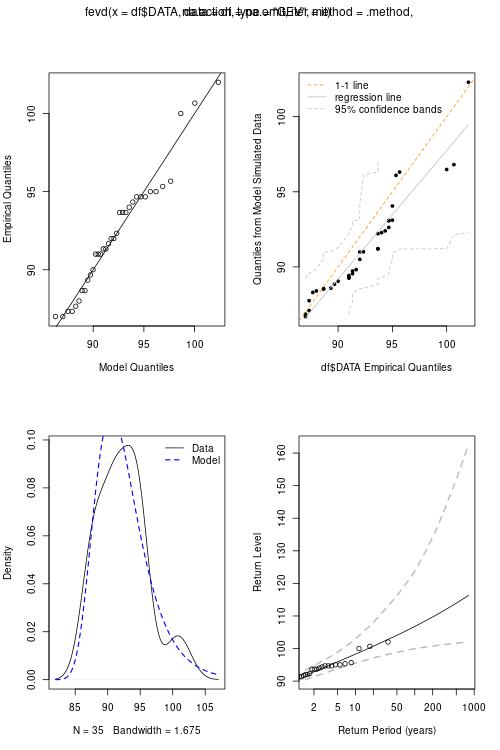 fevd(x = df$DATA, data = df, type = "GEV", method = .method,
1-1 line
regression line
95% confidence bands
Empirical Quantiles
100
95
90
90 95 100
Model Quantiles
Quantiles from Model Simulated Data
100
95
90
90 95 100
df$DATA Empirical Quantiles
Data
Model
Density
0.10
0.08
0.06
0.04
0.02
0.00
85 90 95 100 105
N = 35 Bandwidth = 1.675
Return Level
160
150
140
130
120
110
100
90
2 5 10 50 200 1000
Return Period (years)